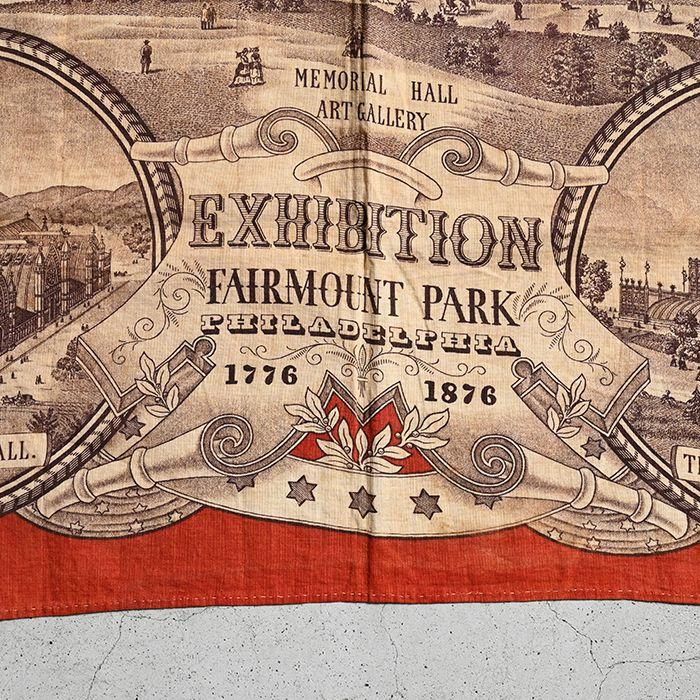 MEMORIAL HALL
ART GALLERY
EXHIBITION
FAIRMOUNT PARK
PHILADELPHIA
1776 1876
ALL.
T